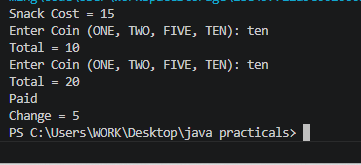 Snack Cost = 15
Enter Coin (ONE, TWO, FIVE, TEN): ten
Total = 10
Enter Coin (ONE, TWO, FIVE, TEN): ten
Total = 20
Paid
Change = 5
PS C:\Users\WORK\Desktop\java practicals>